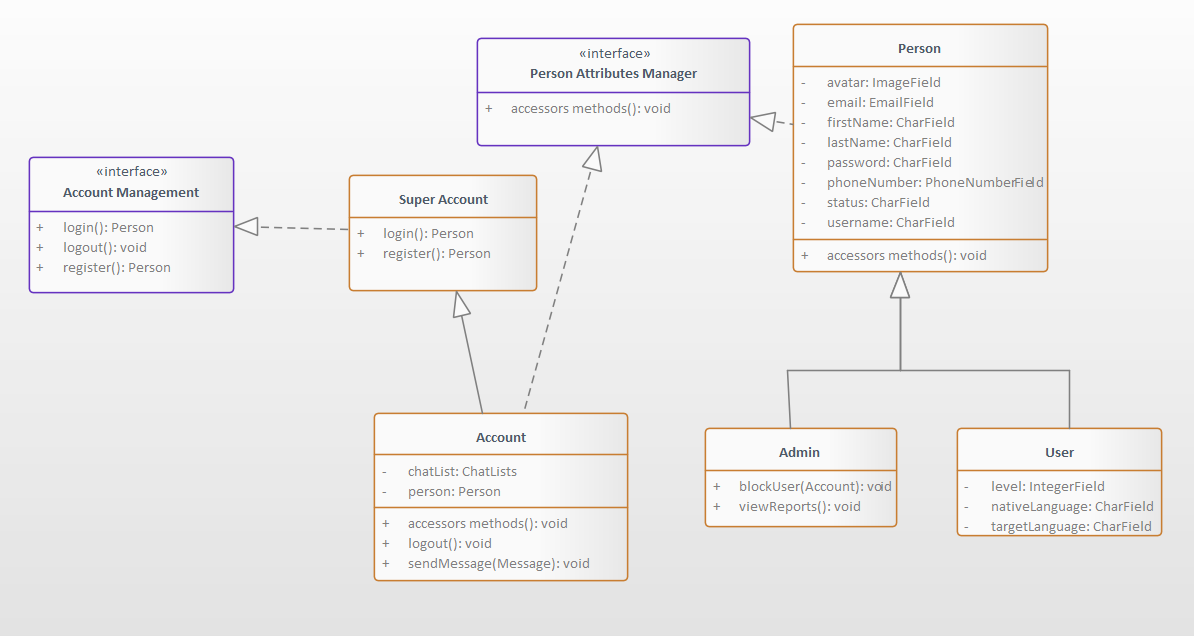 «interface»
Account Management
+ login(): Person
+ logout(): void
+ register(): Person
Super Account
+ login(): Person
+ register(): Person
«interface»
Person Attributes Manager
+ accessors methods(): void
Person
- avatar: ImageField
- email: EmailField
- firstName: CharField
- lastName: CharField
- password: CharField
- phoneNumber: PhoneNumberField
- status: CharField
- username: CharField
+ accessors methods(): void
Account
- chatList: ChatLists
- person: Person
+ accessors methods(): void
+ logout(): void
+ sendMessage(Message): void
Admin
+ blockUser(Account): void
+ viewReports(): void
User
- level: IntegerField
- nativeLanguage: CharField
- targetLanguage: CharField